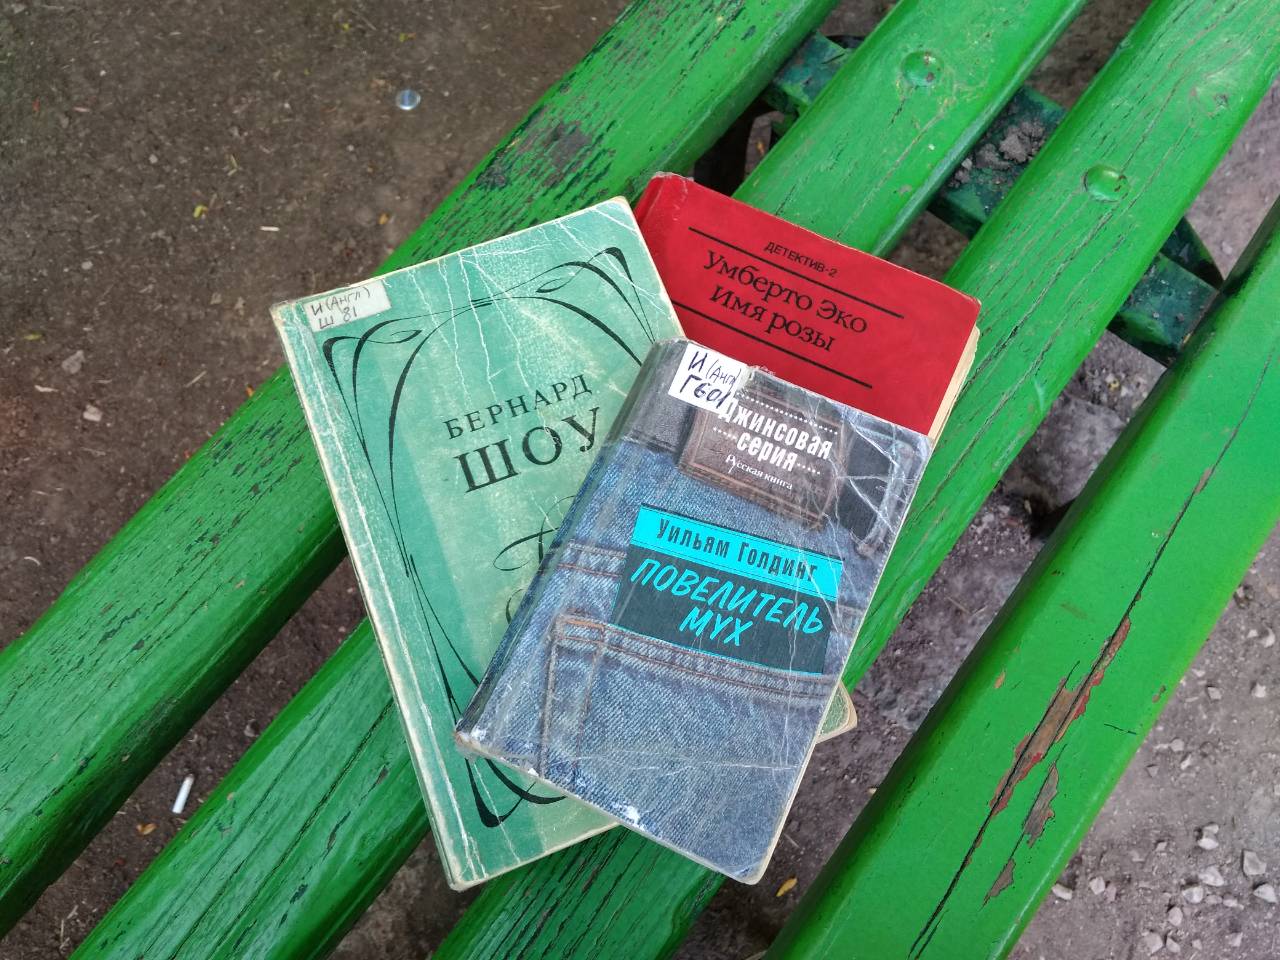 И (Англ)
Ш 81
БЕРНАРД
ШОУ
ДЕТЕКТИВ-2
Умберто Эко
Имя розы
И (Англ)
Г601
Джинсовая
серия
Русская книга
Уильям Голдинг
ПОВЕЛИТЕЛЬ
МУХ